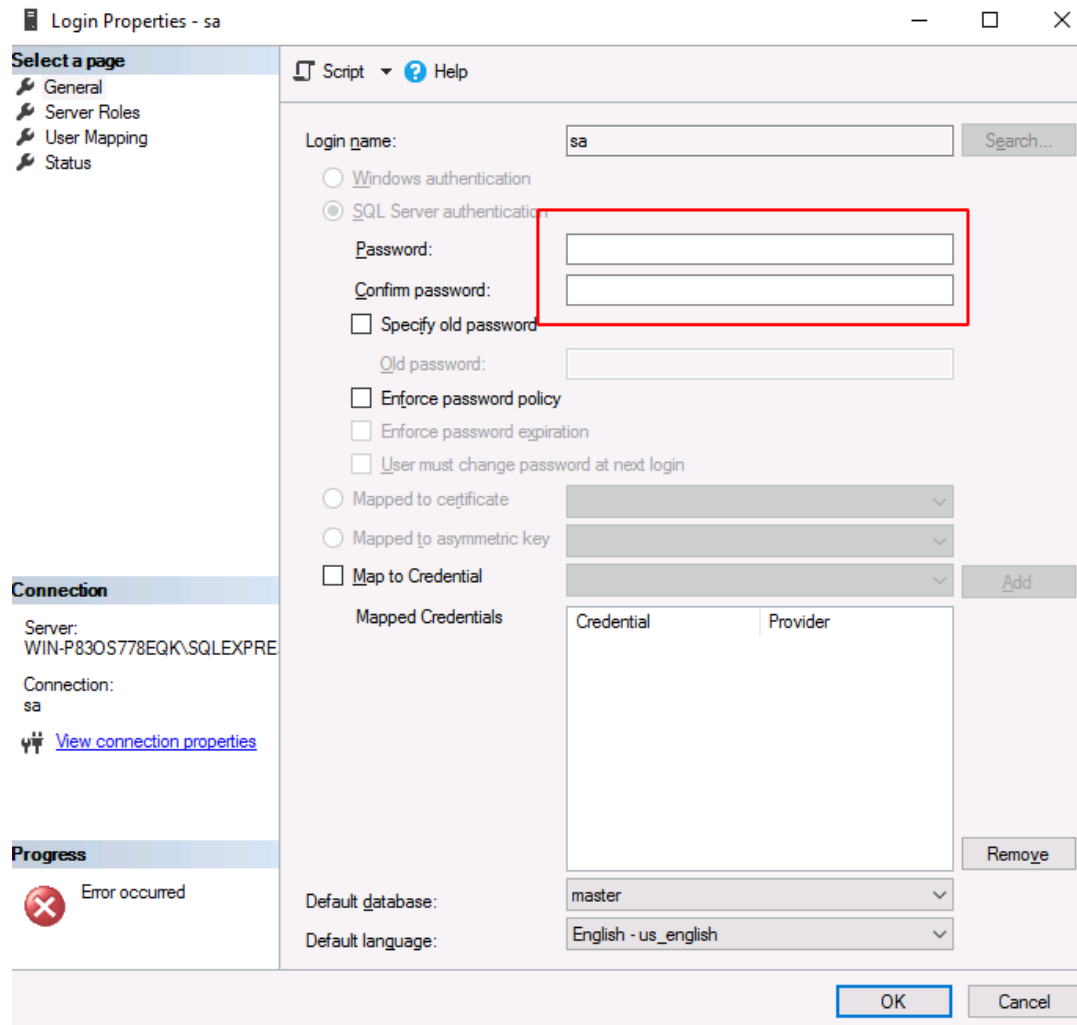 Login Properties - sa
Select a page
General
Server Roles
User Mapping
Status
Script
Help
Login name:
sa
Search...
Windows authentication
SQL Server authentication
Password:
Confirm password:
Specify old password
Old password:
Enforce password policy
Enforce password expiration
User must change password at next login
Mapped to certificate
Mapped to asymmetric key
Map to Credential
Add
Mapped Credentials
Credential
Provider
Remove
Default database:
master
Default language:
English - us_english
Connection
Server:
WIN-P83OS778EQK\SQLEXPRE
Connection:
sa
View connection properties
Progress
Error occurred
OK
Cancel